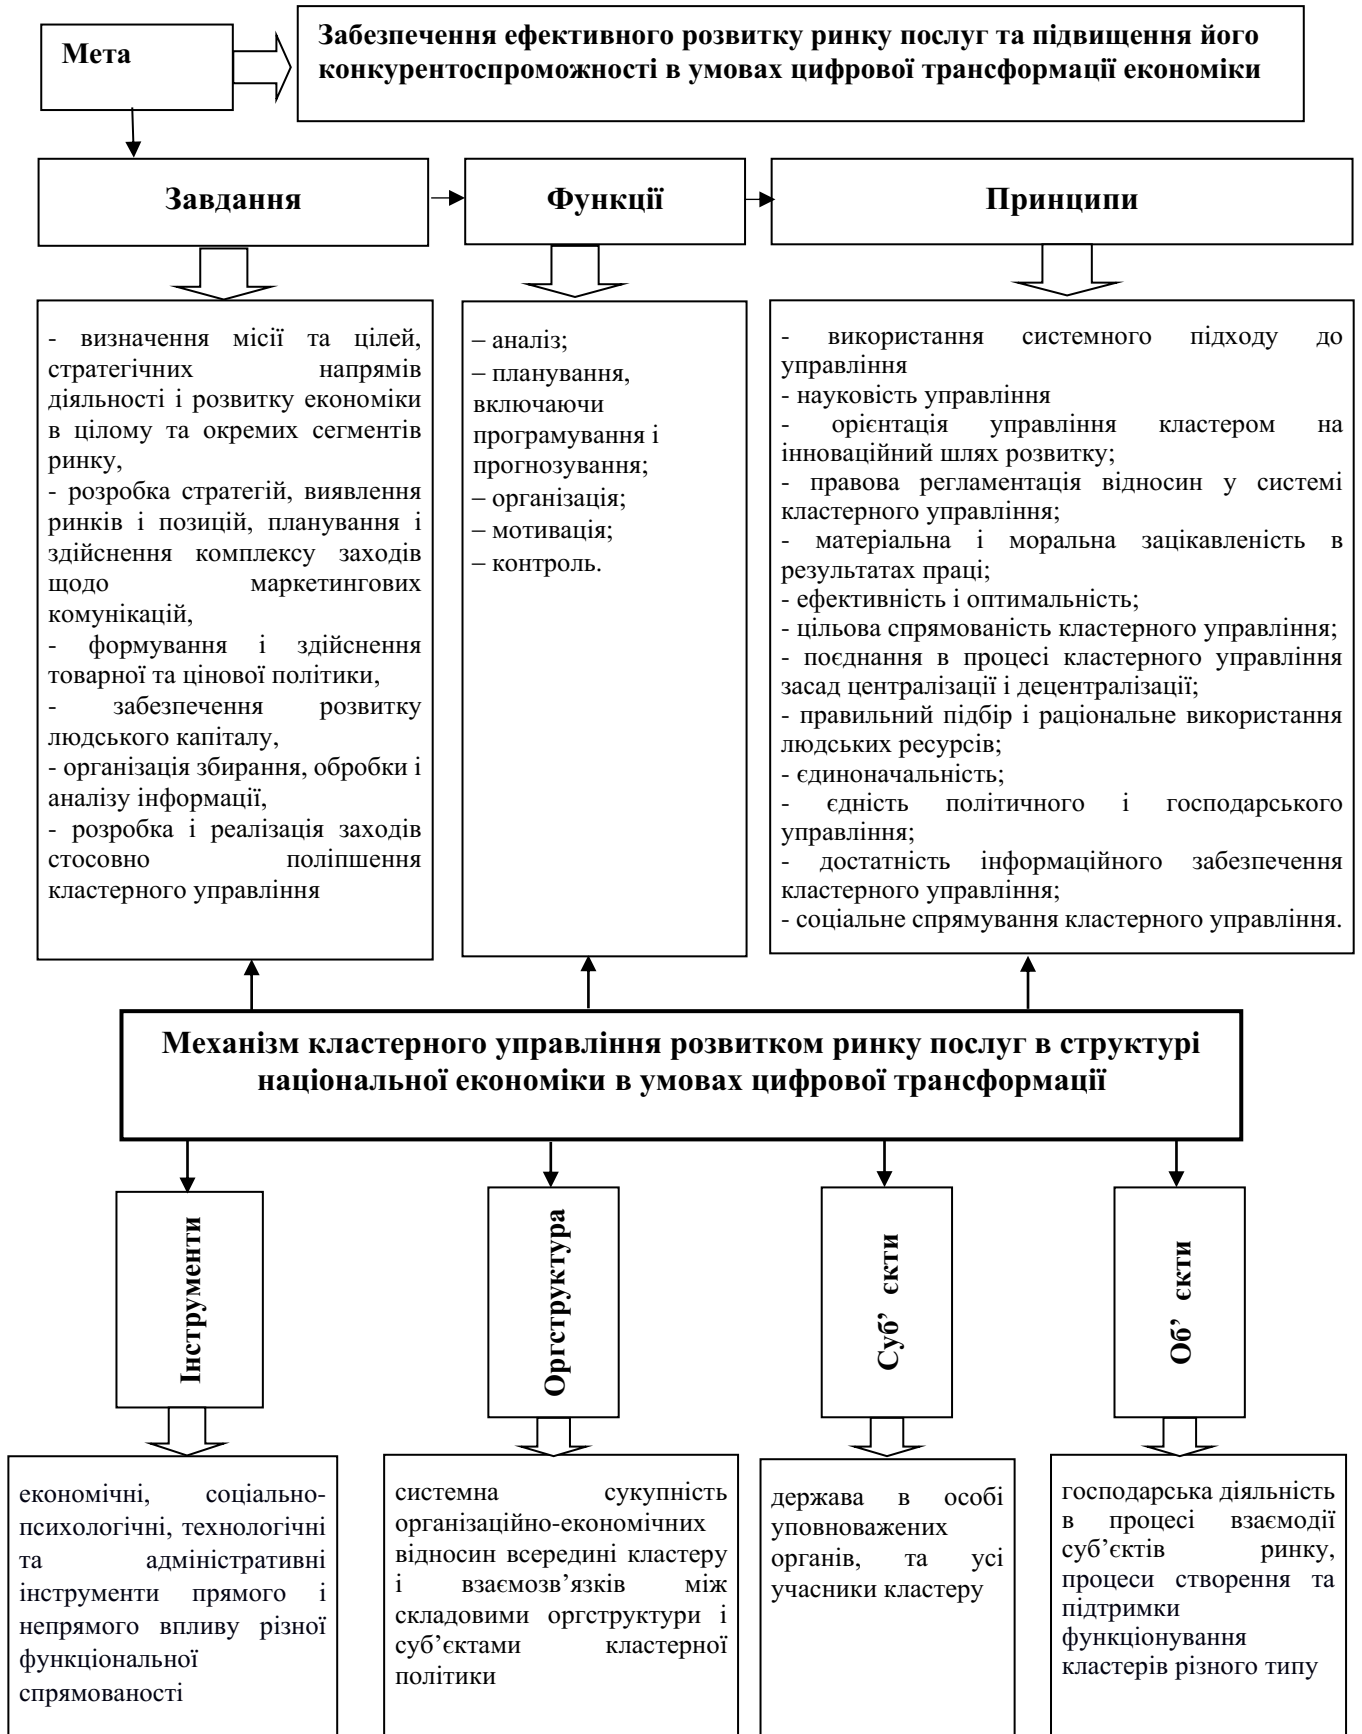 Мета
Забезпечення ефективного розвитку ринку послуг та підвищення його
конкурентоспроможності в умовах цифрової трансформації економіки
Завдання
Функції
Принципи
- визначення місії та цілей,
стратегічних напрямів
діяльності і розвитку економіки
в цілому та окремих сегментів
ринку,
- розробка стратегій, виявлення
ринків і позицій, планування і
здійснення комплексу заходів
щодо маркетингових
комунікацій,
- формування і здійснення
товарної та цінової політики,
- забезпечення розвитку
людського капіталу,
- організація збирання, обробки і
аналізу інформації,
- розробка і реалізація заходів
стосовно поліпшення
кластерного управління
– аналіз;
– планування,
включаючи
програмування і
прогнозування;
– організація;
– мотивація;
– контроль.
- використання системного підходу до
управління
- науковість управління
- орієнтація управління кластером на
інноваційний шлях розвитку;
- правова регламентація відносин у системі
кластерного управління;
- матеріальна і моральна зацікавленість в
результатах праці;
- ефективність і оптимальність;
- цільова спрямованість кластерного управління;
- поєднання в процесі кластерного управління
засад централізації і децентралізації;
- правильний підбір і раціональне використання
людських ресурсів;
- єдиноначальність;
- єдність політичного і господарського
управління;
- достатність інформаційного забезпечення
кластерного управління;
- соціальне спрямування кластерного управління.
Механізм кластерного управління розвитком ринку послуг в структурі
національної економіки в умовах цифрової трансформації
Інструменти
Оргструктура
Суб’ єкти
Об’ єкти
економічні, соціально-
психологічні, технологічні
та адміністративні
інструменти прямого і
непрямого впливу різної
функціональної
спрямованості
системна сукупність
організаційно-економічних
відносин всередині кластеру
і взаємозв’язків між
складовими оргструктури і
суб’єктами кластерної
політики
держава в особі
уповноважених
органів, та усі
учасники кластеру
господарська діяльність
в процесі взаємодії
суб’єктів ринку,
процеси створення та
підтримки
функціонування
кластерів різного типу